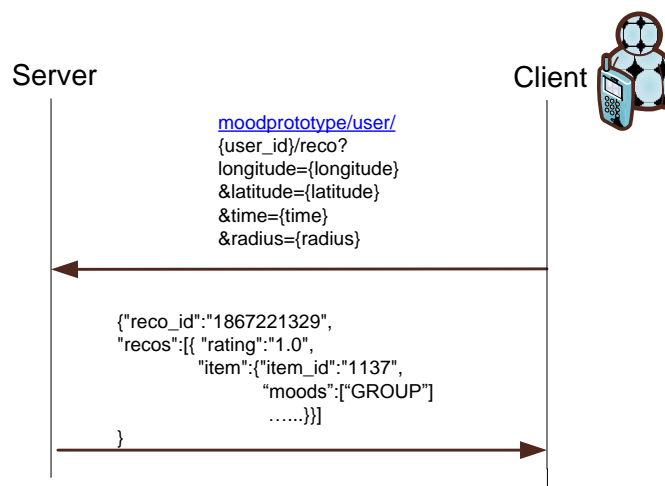 Server
Client
moodprototype/user/
{user_id}/reco?
longitude={longitude}
&latitude={latitude}
&time={time}
&radius={radius}
{"reco_id":"1867221329",
"recos":[{ "rating":"1.0",
"item":{"item_id":"1137",
“moods":[“GROUP”]
…...}}]
}